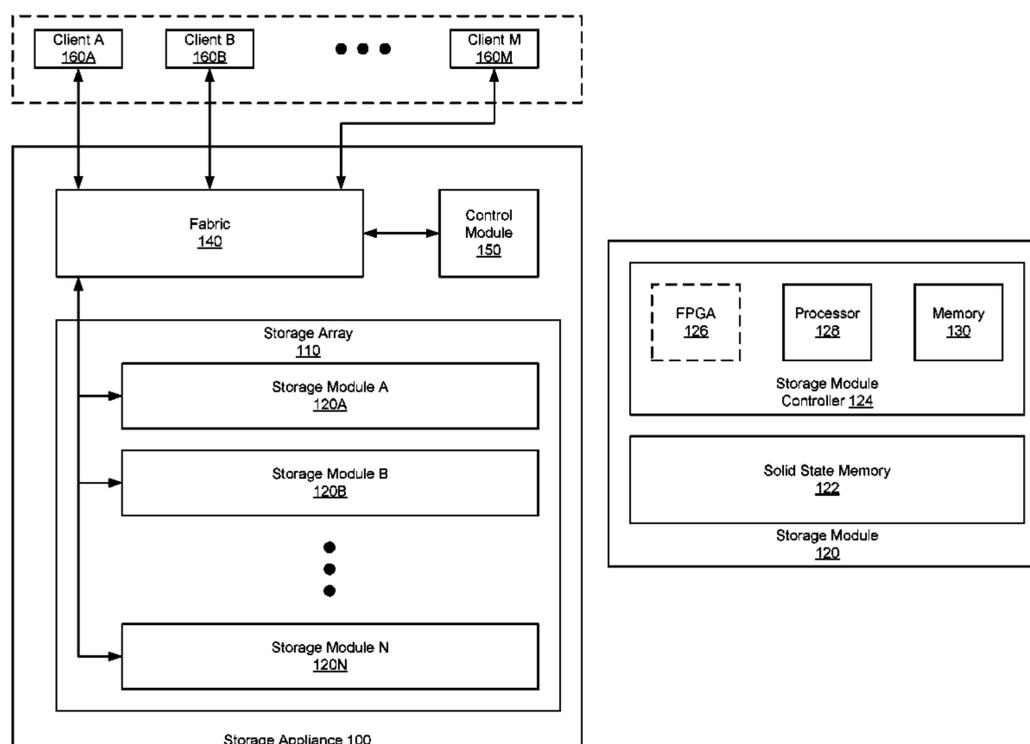 Client A
160A
Client B
160B
Client M
160M
Fabric
140
Control
Module
150
Storage Array
110
Storage Module A
120A
Storage Module B
120B
Storage Module N
120N
Storage Appliance 100
FPGA
126
Processor
128
Memory
130
Storage Module
Controller 124
Solid State Memory
122
Storage Module
120